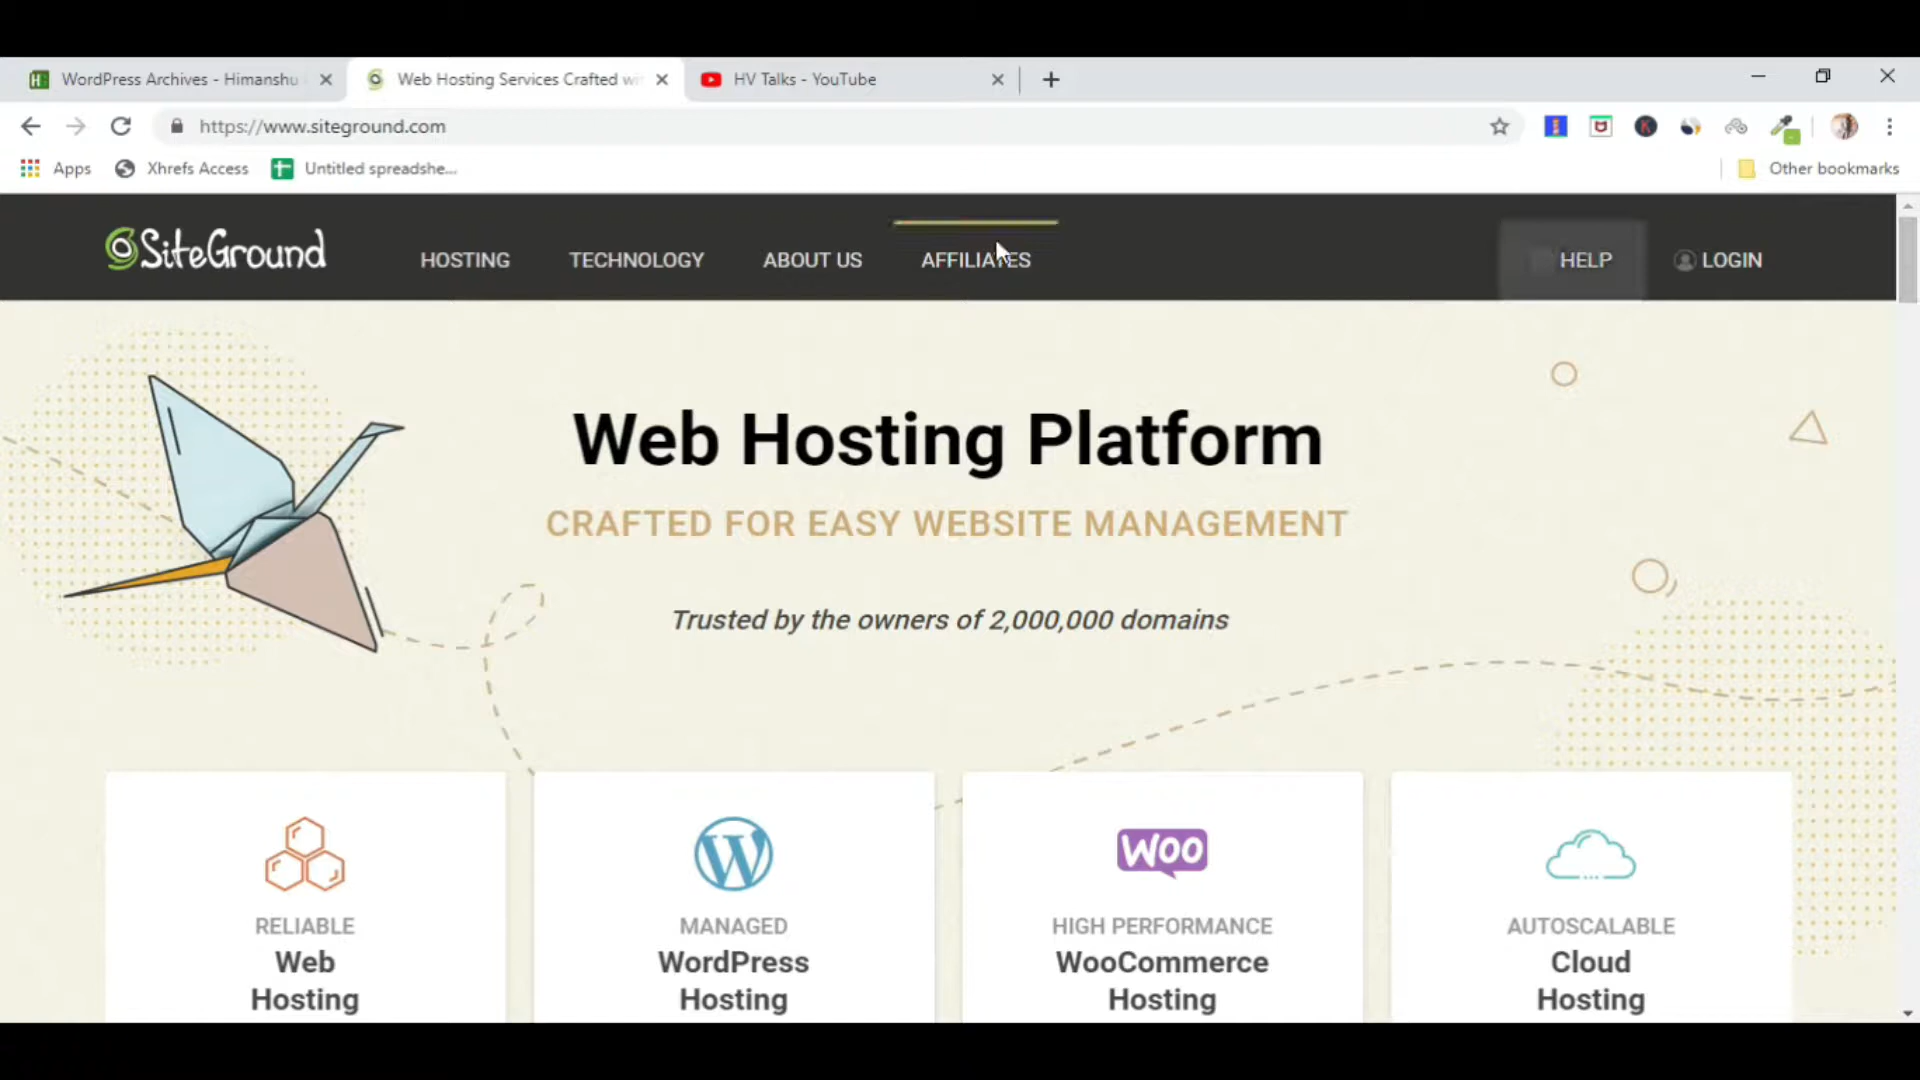 WordPress Archives - Himanshu
Web Hosting Services Crafted wi
HV Talks - YouTube
https://www.siteground.com
Apps
Xhrefs Access
Untitled spreadshe...
Other bookmarks
SiteGround
HOSTING
TECHNOLOGY
ABOUT US
AFFILIATES
HELP
LOGIN
Web Hosting Platform
CRAFTED FOR EASY WEBSITE MANAGEMENT
Trusted by the owners of 2,000,000 domains
WOO
RELIABLE
Web
Hosting
MANAGED
WordPress
Hosting
HIGH PERFORMANCE
WooCommerce
Hosting
AUTOSCALABLE
Cloud
Hosting